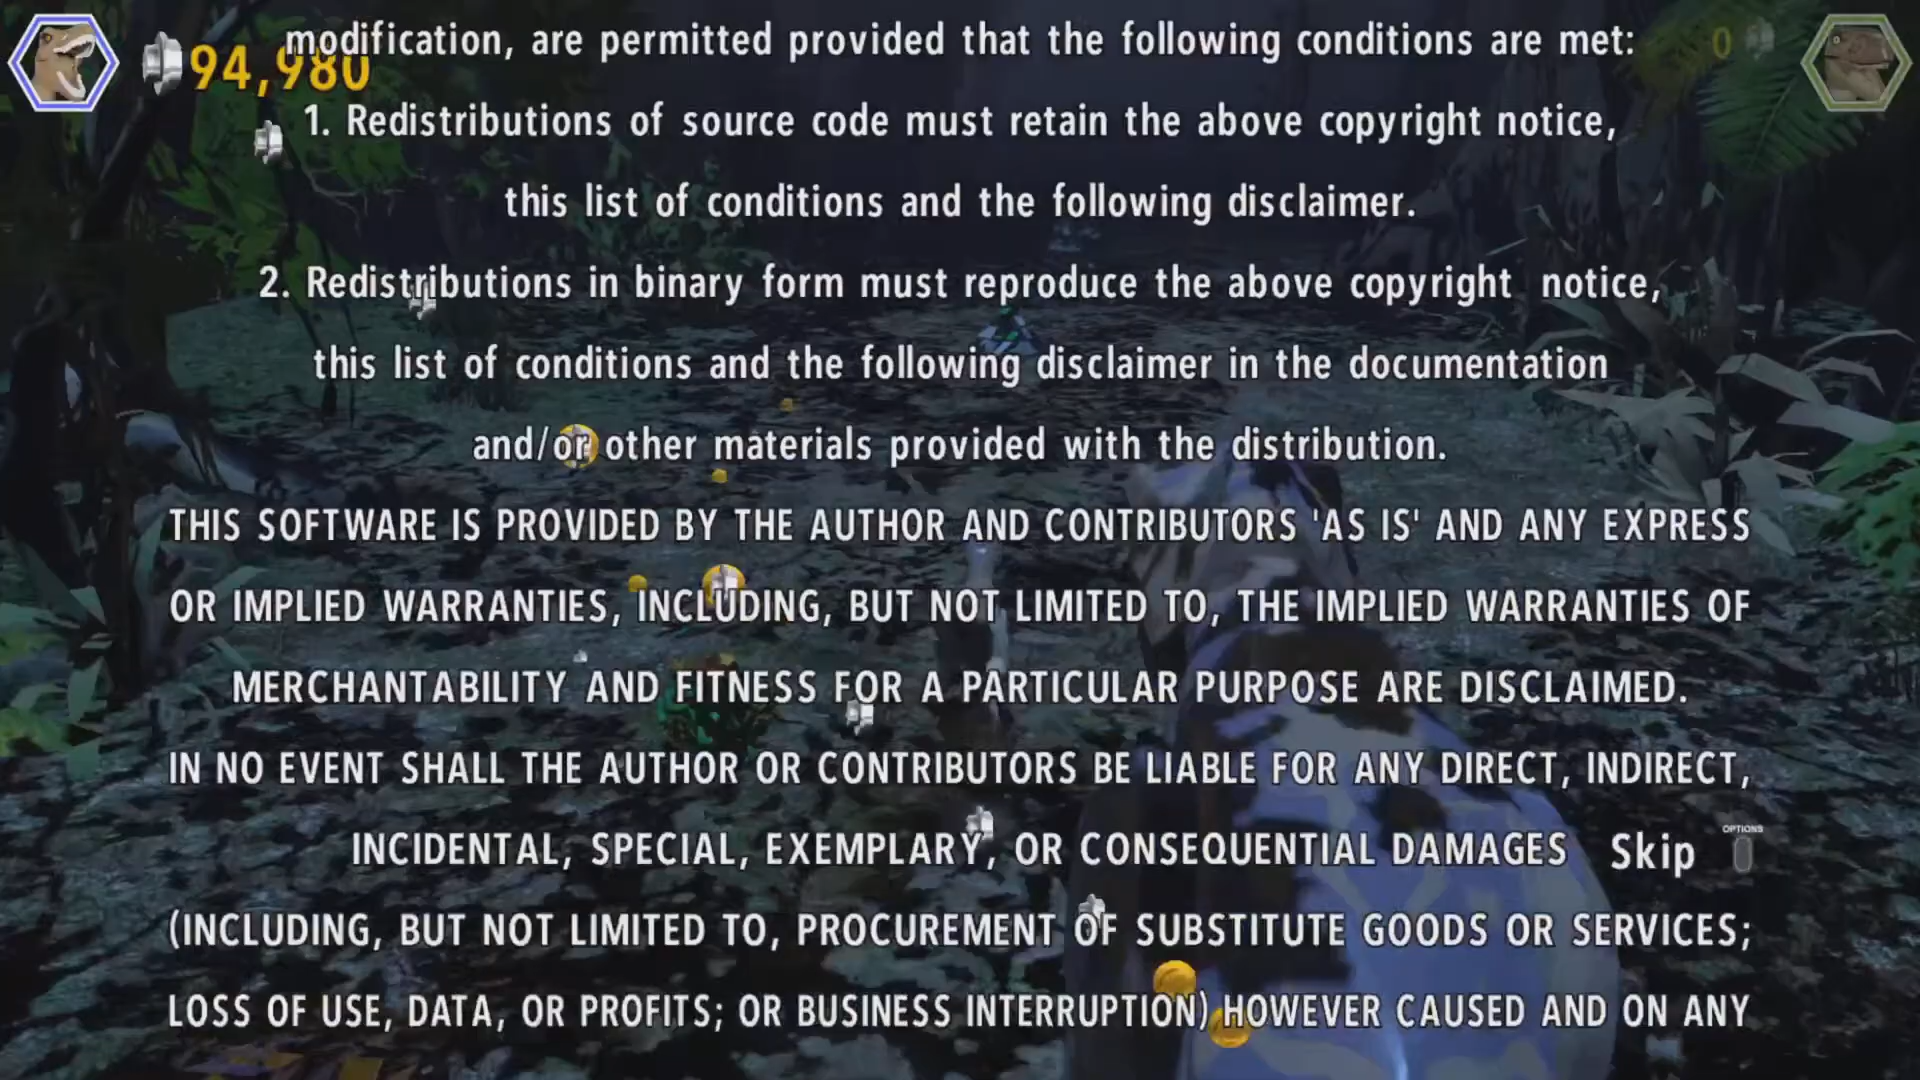 modification, are permitted provided that the following conditions are met:
94,980
0
1. Redistributions of source code must retain the above copyright notice,
this list of conditions and the following disclaimer.
2. Redistributions in binary form must reproduce the above copyright notice,
this list of conditions and the following disclaimer in the documentation
and/or other materials provided with the distribution.
THIS SOFTWARE IS PROVIDED BY THE AUTHOR AND CONTRIBUTORS 'AS IS' AND ANY EXPRESS
OR IMPLIED WARRANTIES, INCLUDING, BUT NOT LIMITED TO, THE IMPLIED WARRANTIES OF
MERCHANTABILITY AND FITNESS FOR A PARTICULAR PURPOSE ARE DISCLAIMED.
IN NO EVENT SHALL THE AUTHOR OR CONTRIBUTORS BE LIABLE FOR ANY DIRECT, INDIRECT,
INCIDENTAL, SPECIAL, EXEMPLARY, OR CONSEQUENTIAL DAMAGES
Skip
OPTIONS
(INCLUDING, BUT NOT LIMITED TO, PROCUREMENT OF SUBSTITUTE GOODS OR SERVICES;
LOSS OF USE, DATA, OR PROFITS; OR BUSINESS INTERRUPTION) HOWEVER CAUSED AND ON ANY